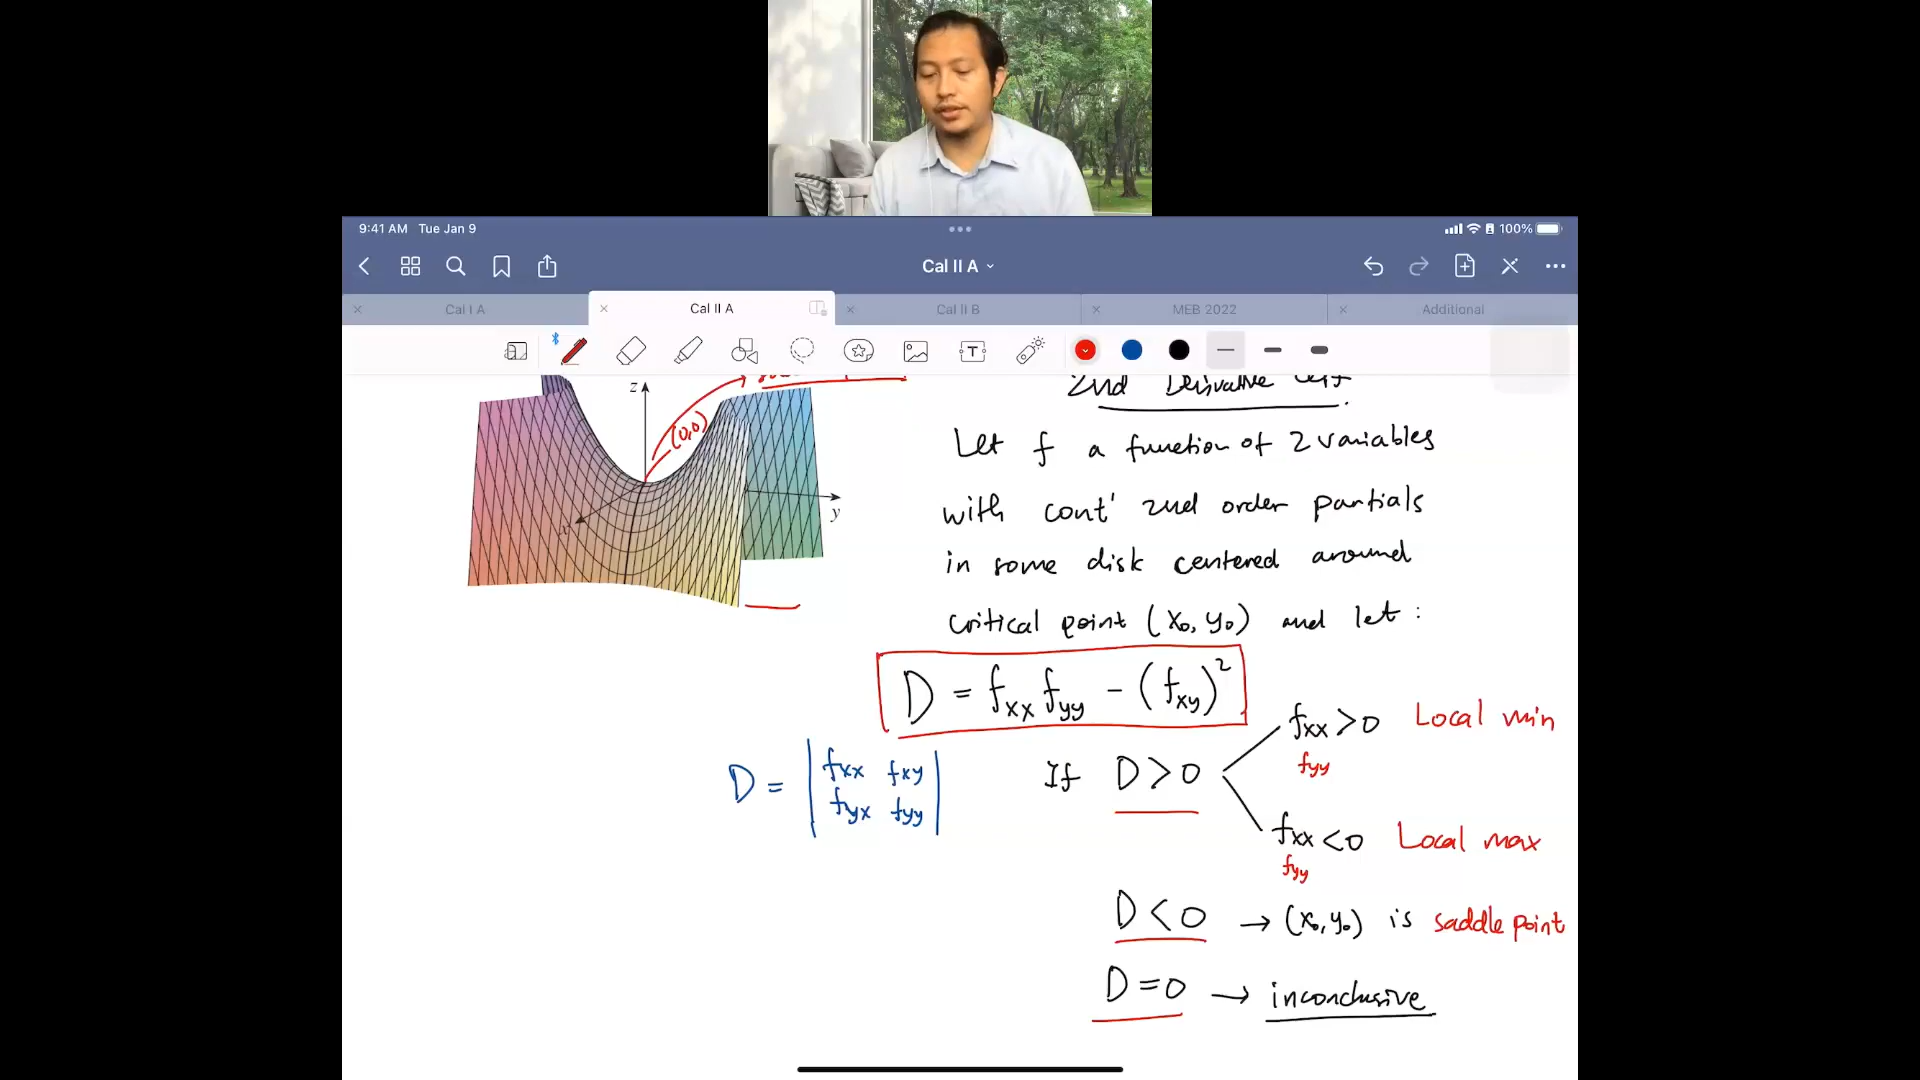 9:41 AM Tue Jan 9
100%
Cal II A
Cal I A
Cal II A
Cal II B
MEB 2022
Additional
T
2nd Derivative test.
z
(0,0)
x
y
Let f a function of 2 variables
with cont' 2nd order partials
in some disk centered around
critical point (x₀, y₀) and let :
D = fxx fyy - (fxy)²
D = | fxx fxy |
| fyx fyy |
If D > 0
fxx > 0 Local min
fyy
fxx < 0 Local max
fyy
D < 0 → (x₀, y₀) is saddle point
D = 0 → inconclusive